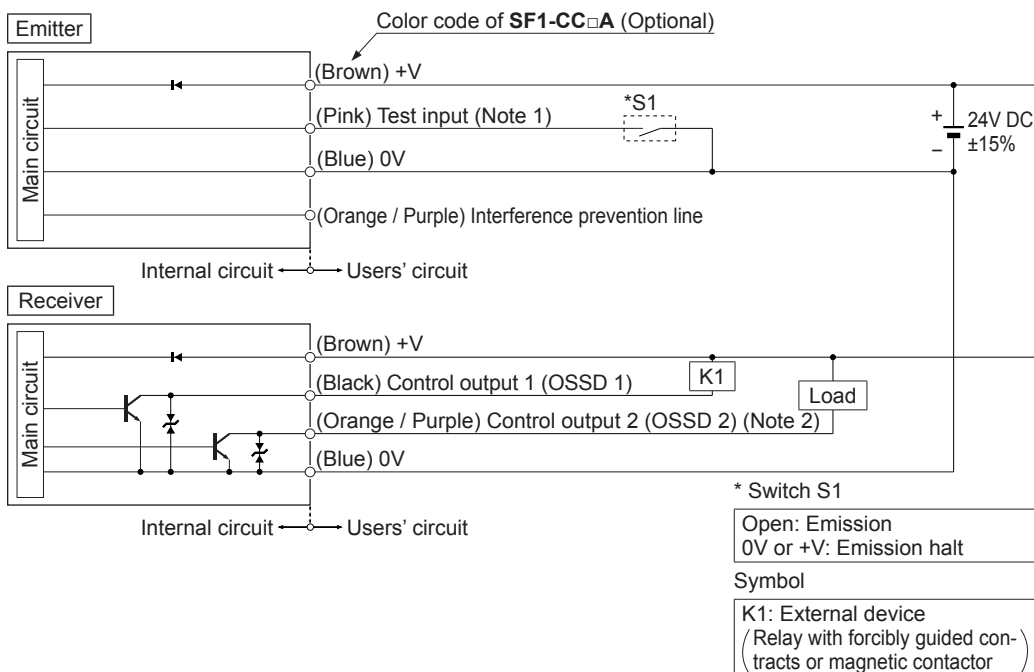 Color code of SF1-CC□A (Optional)
Emitter
Main circuit
(Brown) +V
(Pink) Test input (Note 1)
*S1
(Blue) 0V
+
−
24V DC
±15%
(Orange / Purple) Interference prevention line
Internal circuit
Users' circuit
Receiver
Main circuit
(Brown) +V
(Black) Control output 1 (OSSD 1)
K1
Load
(Orange / Purple) Control output 2 (OSSD 2) (Note 2)
(Blue) 0V
Internal circuit
Users' circuit
* Switch S1
Open: Emission
0V or +V: Emission halt
Symbol
K1: External device
(Relay with forcibly guided con-
tracts or magnetic contactor)